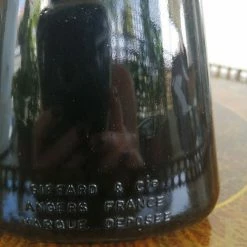 GIFFARD & Cie
ANGERS FRANCE
MARQUE DEPOSEE